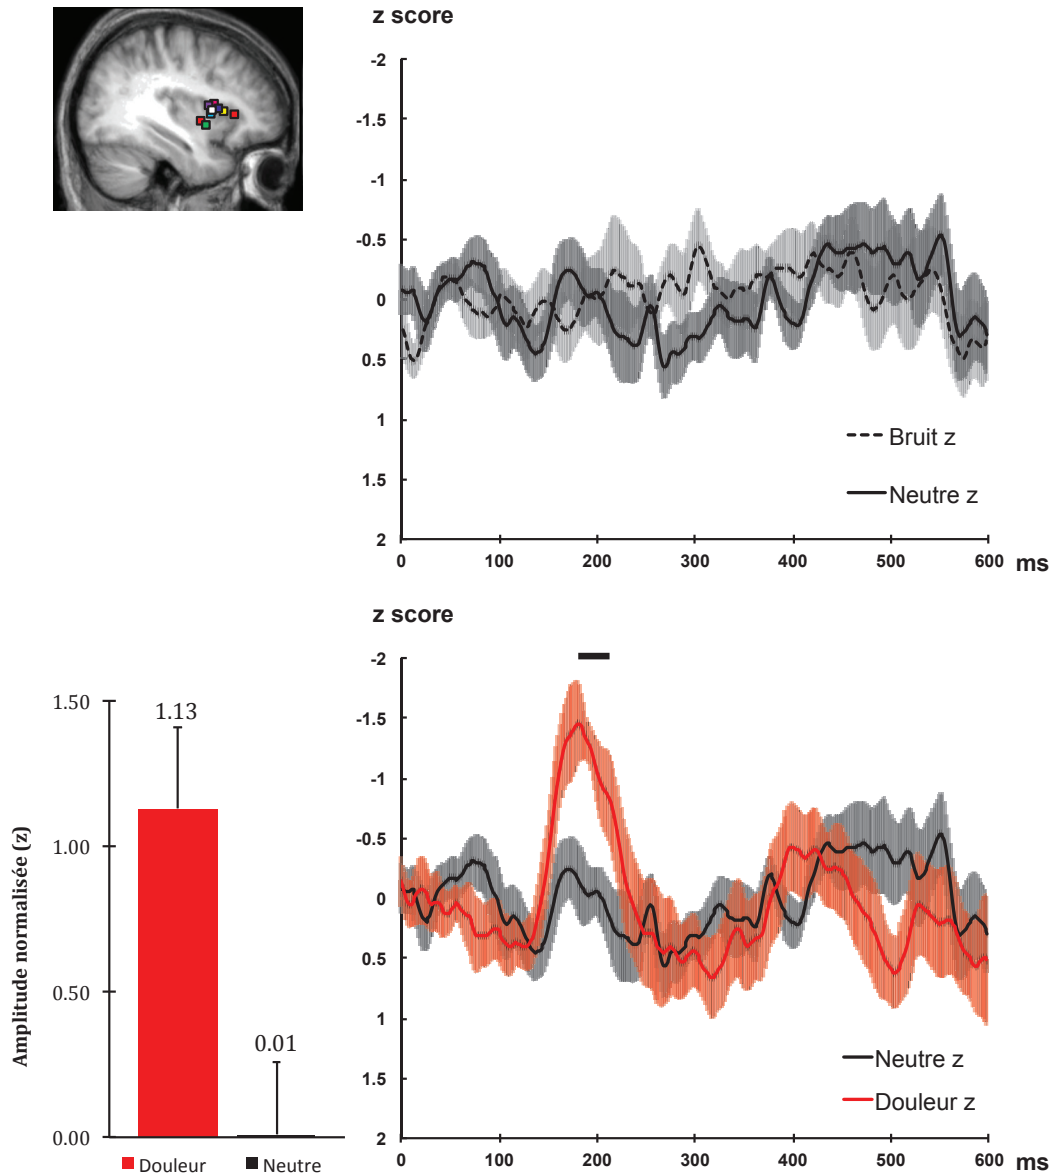 z score
-2
-1.5
-1
-0.5
0
0.5
1
1.5
2
Bruit z
Neutre z
0 100 200 300 400 500 600 ms
z score
-2
-1.5
-1
-0.5
0
0.5
1
1.5
2
Neutre z
Douleur z
0 100 200 300 400 500 600 ms
Amplitude normalisée (z)
1.50
1.00
0.50
0.00
1.13
0.01
Douleur Neutre